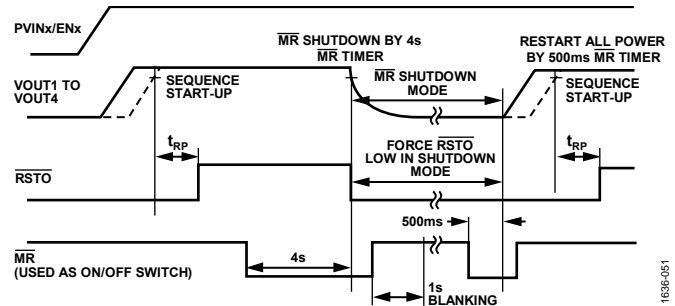 PVINx/ENx
MR SHUTDOWN BY 4s
MR TIMER
RESTART ALL POWER
BY 500ms MR TIMER
VOUT1 TO
VOUT4
SEQUENCE
START-UP
MR SHUTDOWN
MODE
SEQUENCE
START-UP
tRP
FORCE RSTO
LOW IN SHUTDOWN
MODE
tRP
RSTO
500ms
MR
(USED AS ON/OFF SWITCH)
4s
1s
BLANKING
1636-051